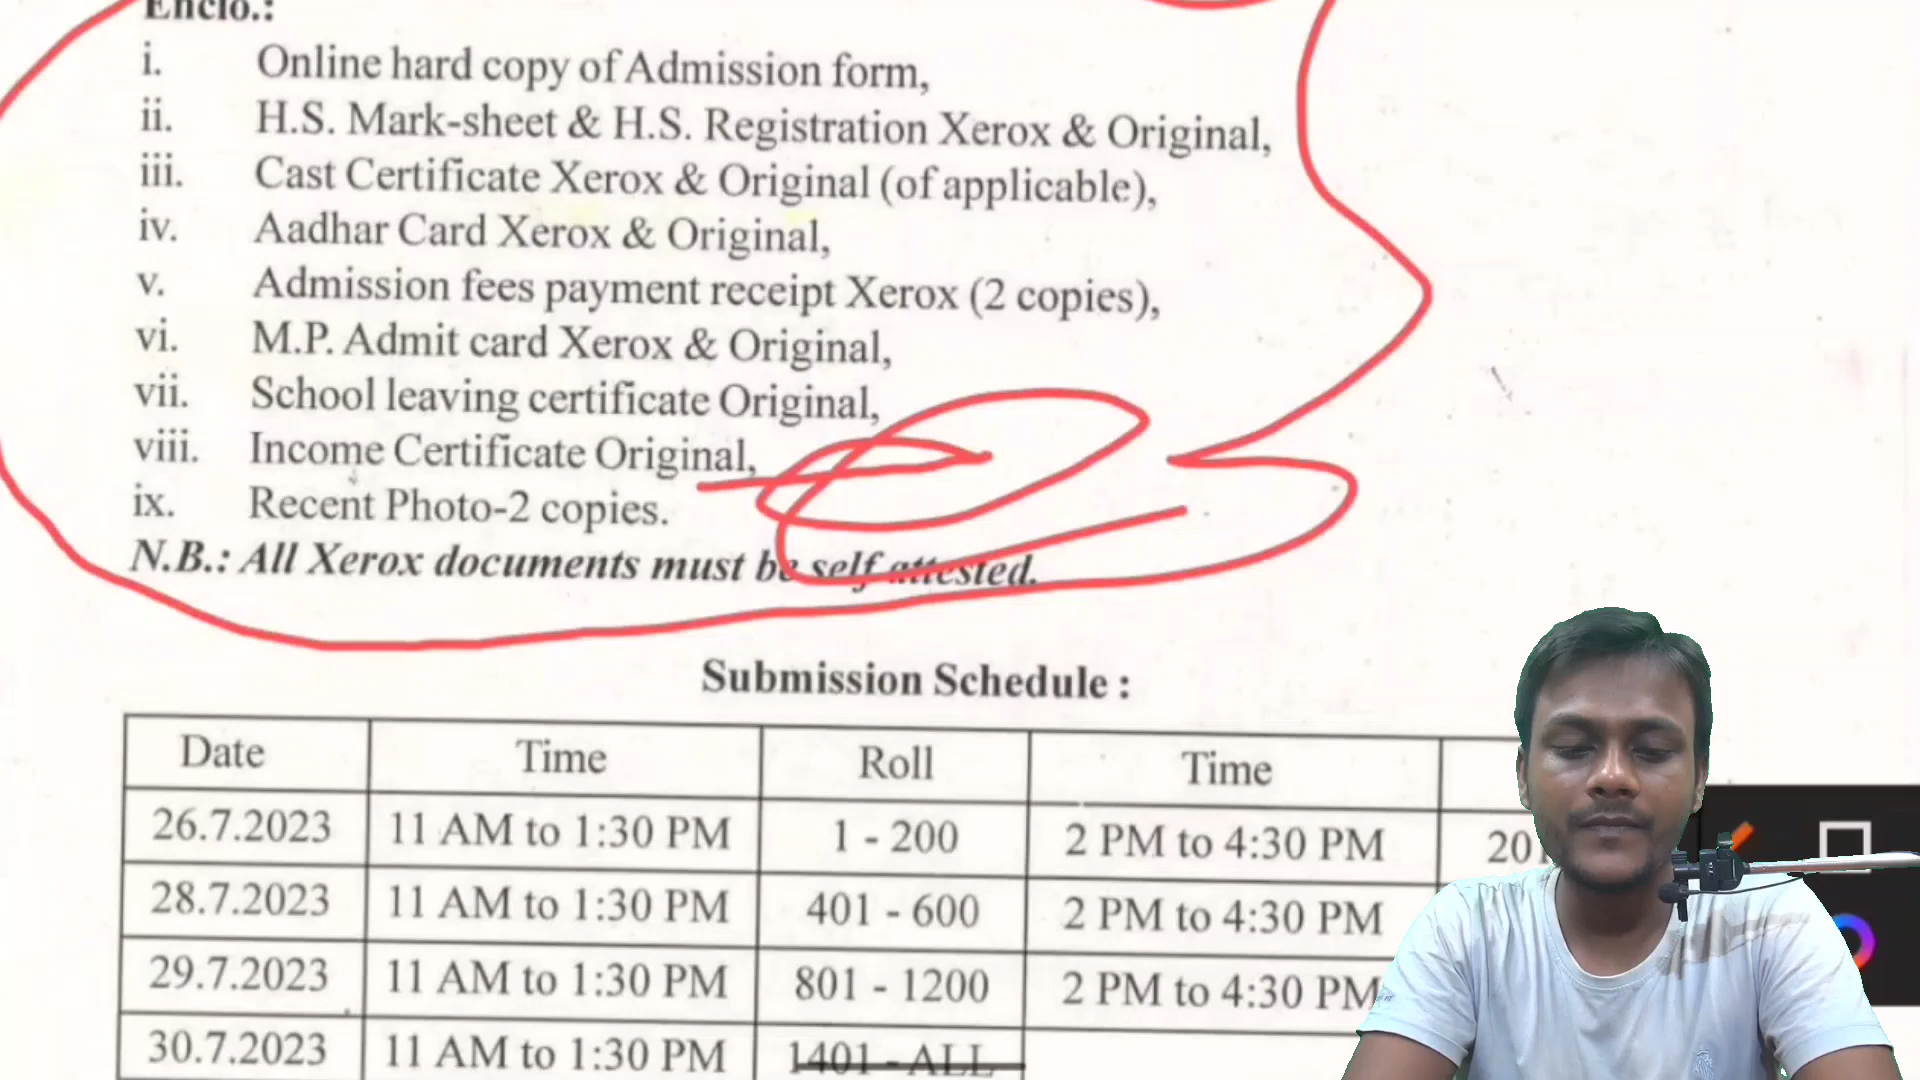 Enclo.:
i. Online hard copy of Admission form,
ii. H.S. Mark-sheet & H.S. Registration Xerox & Original,
iii. Cast Certificate Xerox & Original (of applicable),
iv. Aadhar Card Xerox & Original,
v. Admission fees payment receipt Xerox (2 copies),
vi. M.P. Admit card Xerox & Original,
vii. School leaving certificate Original,
viii. Income Certificate Original,
ix. Recent Photo-2 copies.
N.B.: All Xerox documents must be self attested.
Submission Schedule :
Date Time Roll Time
26.7.2023 11 AM to 1:30 PM 1 - 200 2 PM to 4:30 PM
28.7.2023 11 AM to 1:30 PM 401 - 600 2 PM to 4:30 PM
29.7.2023 11 AM to 1:30 PM 801 - 1200 2 PM to 4:30 PM
30.7.2023 11 AM to 1:30 PM 1401 - ALL